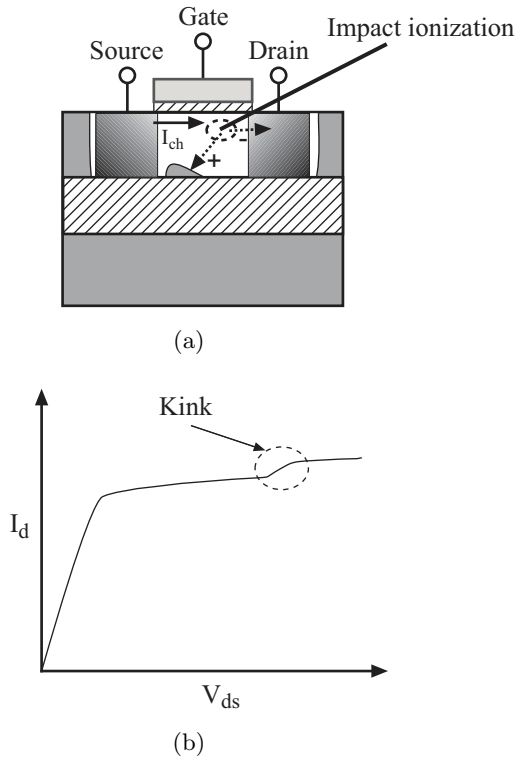 Impact ionization
Gate
Source
Drain
I_ch
-
+
(a)
Kink
I_d
V_ds
(b)